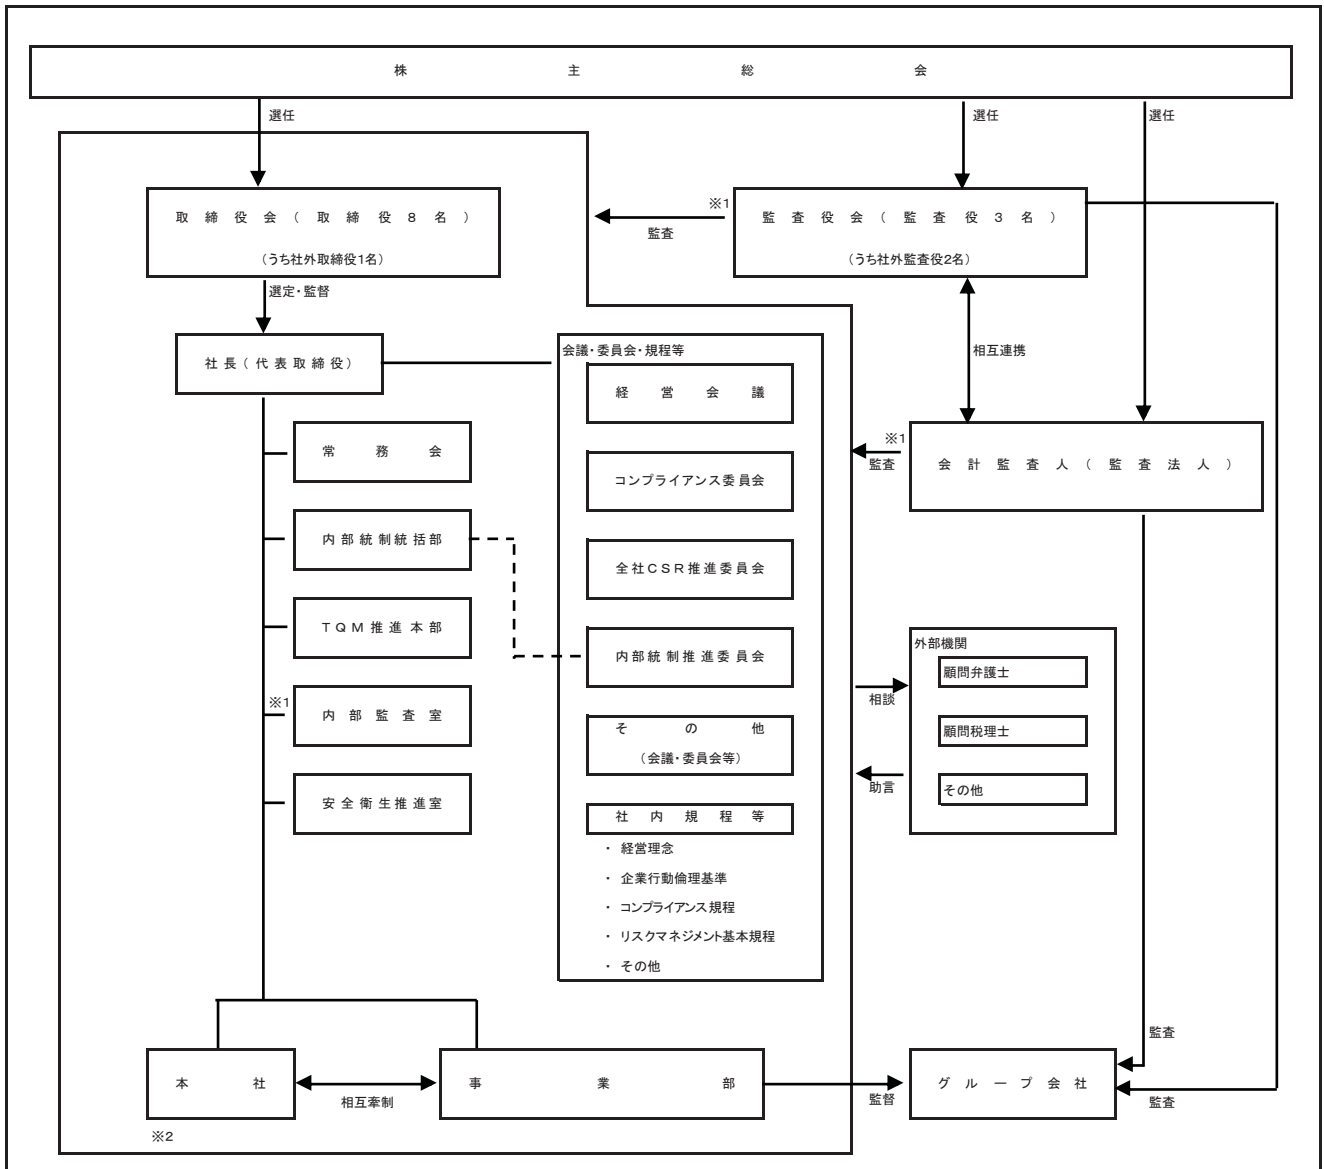 株主総会
選任
選任
選任
取締役会(取締役8名)
(うち社外取締役1名)
※1
監査
監査役会(監査役3名)
(うち社外監査役2名)
選定・監督
社長(代表取締役)
会議・委員会・規程等
相互連携
経営会議
常務会
コンプライアンス委員会
※1
監査
会計監査人(監査法人)
内部統制統括部
全社CSR推進委員会
TQM推進本部
内部統制推進委員会
外部機関
顧問弁護士
相談
※1
内部監査室
その他
(会議・委員会等)
顧問税理士
助言
その他
安全衛生推進室
社内規程等
・ 経営理念
・ 企業行動倫理基準
・ コンプライアンス規程
・ リスクマネジメント基本規程
・ その他
監査
本社
相互牽制
事業部
監督
グループ会社
監査
※2